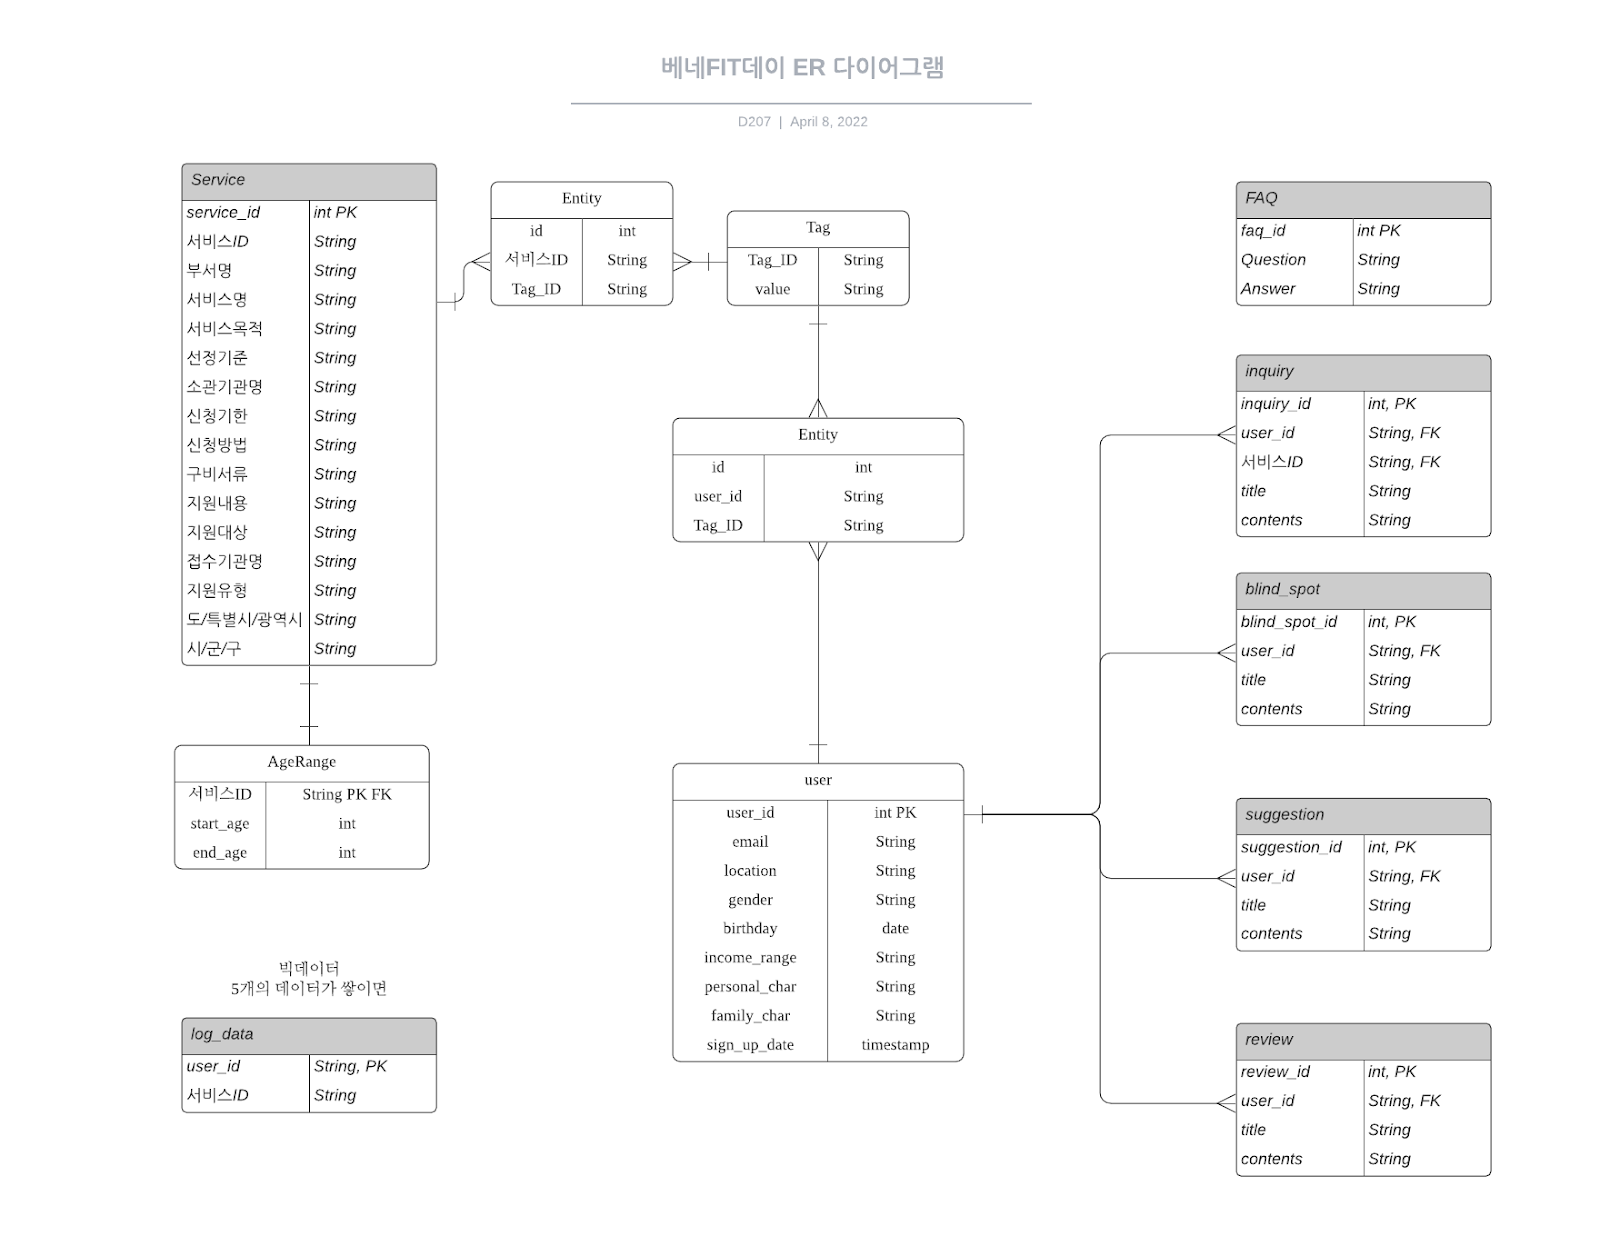 베네FIT데이 ER 다이어그램
D207 | April 8, 2022
Service
service_id int PK
서비스ID String
부서명 String
서비스명 String
서비스목적 String
선정기준 String
소관기관명 String
신청기한 String
신청방법 String
구비서류 String
지원내용 String
지원대상 String
접수기관명 String
지원유형 String
도/특별시/광역시 String
시/군/구 String
Entity
id int
서비스ID String
Tag_ID String
Tag
Tag_ID String
value String
Entity
id int
user_id String
Tag_ID String
AgeRange
서비스ID String PK FK
start_age int
end_age int
빅데이터
5개의 데이터가 쌓이면
log_data
user_id String, PK
서비스ID String
user
user_id int PK
email String
location String
gender String
birthday date
income_range String
personal_char String
family_char String
sign_up_date timestamp
FAQ
faq_id int PK
Question String
Answer String
inquiry
inquiry_id int, PK
user_id String, FK
서비스ID String, FK
title String
contents String
blind_spot
blind_spot_id int, PK
user_id String, FK
title String
contents String
suggestion
suggestion_id int, PK
user_id String, FK
title String
contents String
review
review_id int, PK
user_id String, FK
title String
contents String